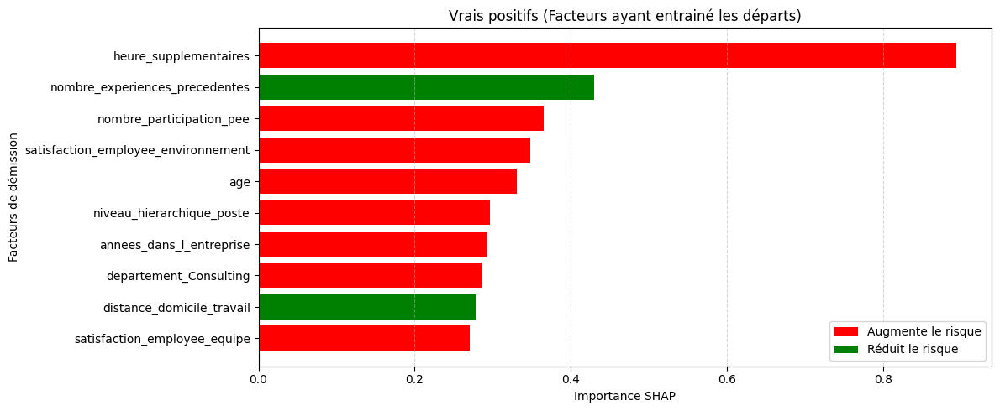 Vrais positifs (Facteurs ayant entrainé les départs)
Facteurs de démission
heure_supplementaires
nombre_experiences_precedentes
nombre_participation_pee
satisfaction_employee_environnement
age
niveau_hierarchique_poste
annees_dans_l_entreprise
departement_Consulting
distance_domicile_travail
satisfaction_employee_equipe
Augmente le risque
Réduit le risque
0.0 0.2 0.4 0.6 0.8
Importance SHAP